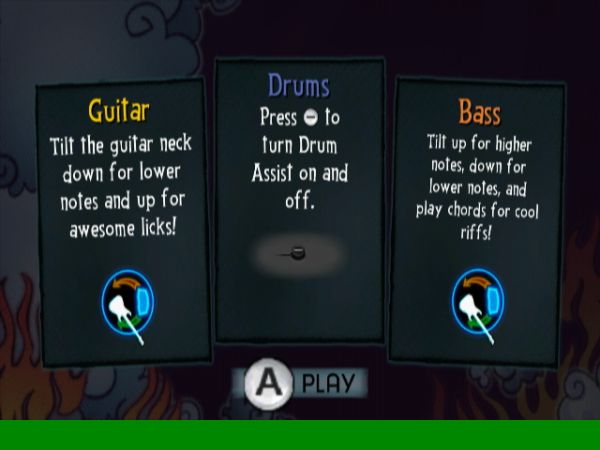 Guitar
Tilt the guitar neck
down for lower
notes and up for
awesome licks!
Drums
Press - to
turn Drum
Assist on and
off.
Bass
Tilt up for higher
notes, down for
lower notes, and
play chords for cool
riffs!
A PLAY